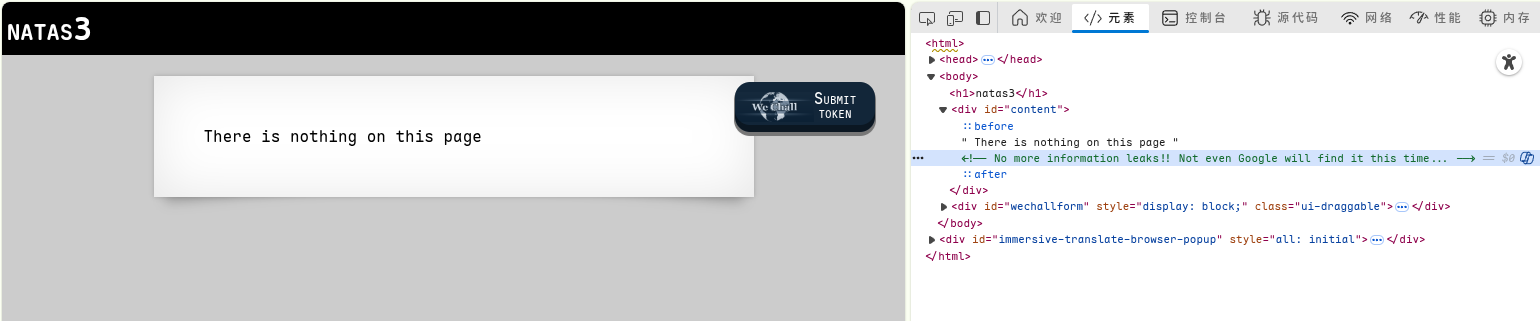 NATAS3
There is nothing on this page
We Chall
SUBMIT
TOKEN
欢迎
</> 元素
控制台
源代码
网络
性能
内存
<html>
<head> ... </head>
<body>
<h1>natas3</h1>
<div id="content">
::before
" There is nothing on this page "
<!-- No more information leaks!! Not even Google will find it this time... --> == $0
::after
</div>
<div id="wechallform" style="display: block;" class="ui-draggable"> ... </div>
</body>
<div id="immersive-translate-browser-popup" style="all: initial"> ... </div>
</html>